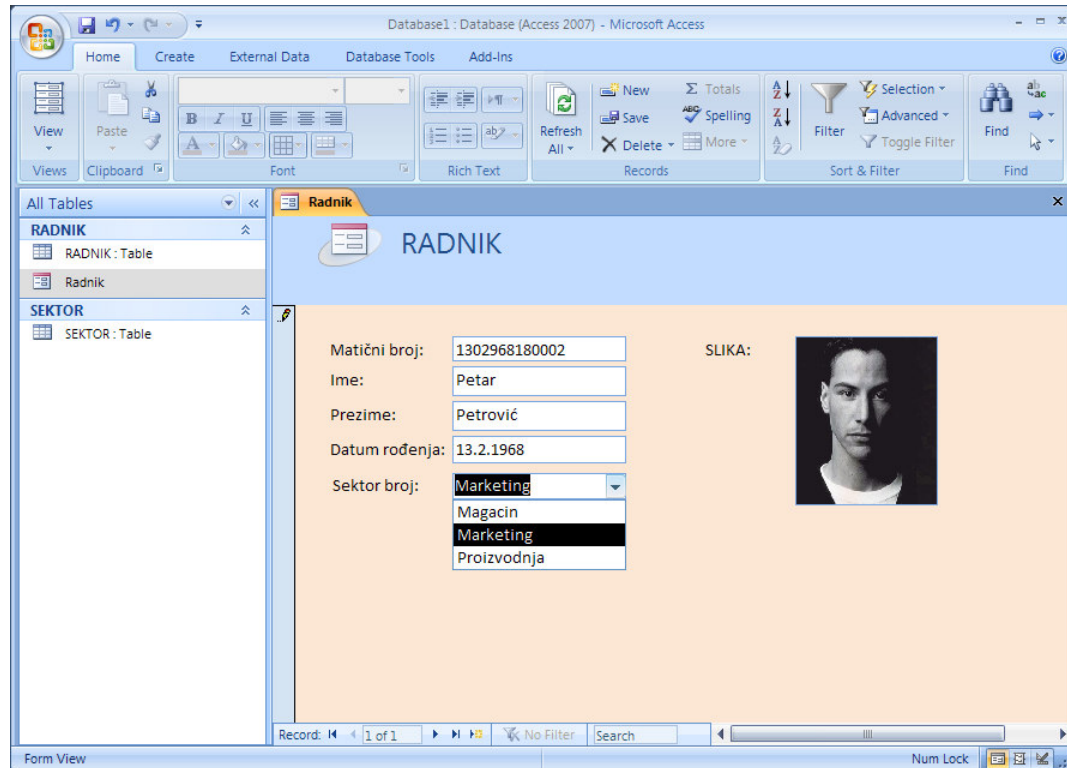 Database1 : Database (Access 2007) - Microsoft Access
Home Create External Data Database Tools Add-Ins
View
Paste
B I U
A
ab
Refresh All
New
Save
Delete
Σ Totals
ABC Spelling
More
Filter
Selection
Advanced
Toggle Filter
Find
Views Clipboard Font Rich Text Records Sort & Filter Find
All Tables
RADNIK
RADNIK : Table
Radnik
SEKTOR
SEKTOR : Table
Radnik
RADNIK
Matični broj: 1302968180002
Ime: Petar
Prezime: Petrović
Datum rođenja: 13.2.1968
Sektor broj: Marketing
Magacin
Marketing
Proizvodnja
SLIKA:
Record: 1 of 1 No Filter Search
Form View Num Lock